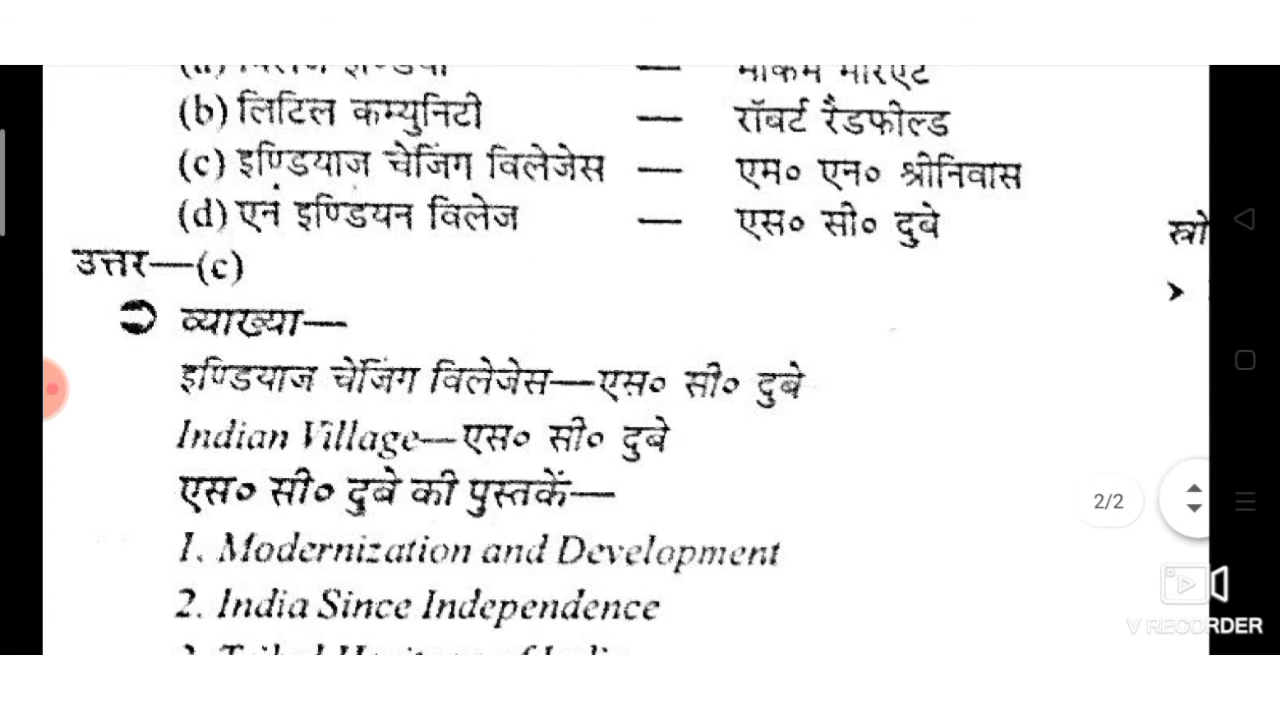 (b) लिटिल कम्युनिटी — रॉबर्ट रैडफील्ड
(c) इण्डियाज चेंजिंग विलेजेस — एम० एन० श्रीनिवास
(d) एन इण्डियन विलेज — एस० सी० दुबे
उत्तर—(c)
➲ व्याख्या—
इण्डियाज चेंजिंग विलेजेस—एस० सी० दुबे
Indian Village—एस० सी० दुबे
एस० सी० दुबे की पुस्तकें—
1. Modernization and Development
2. India Since Independence
2/2
V RECORDER